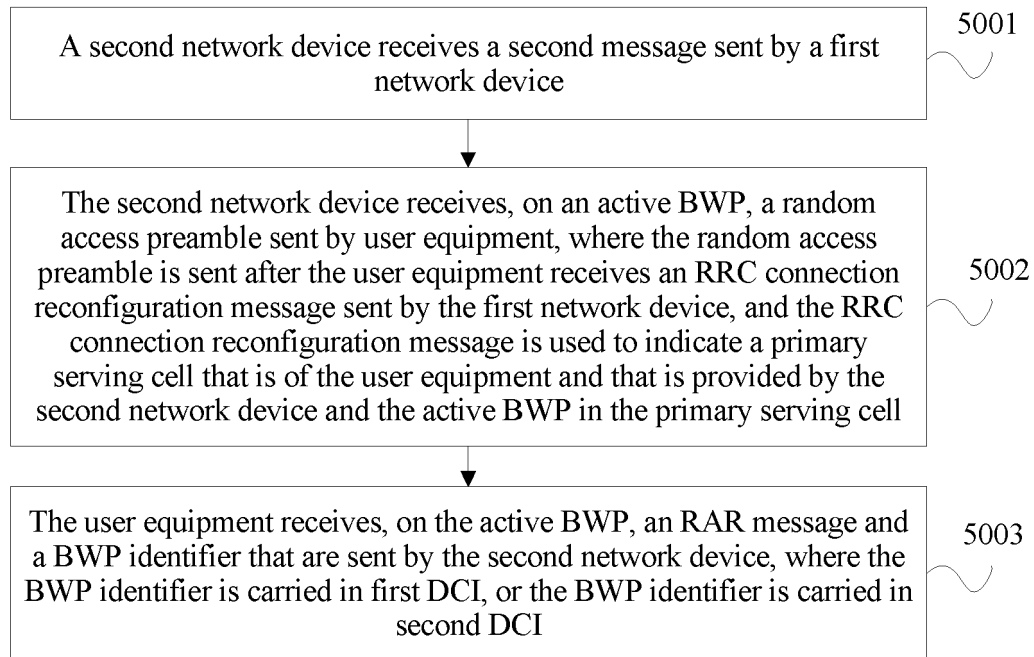 A second network device receives a second message sent by a first
network device
5001
The second network device receives, on an active BWP, a random
access preamble sent by user equipment, where the random access
preamble is sent after the user equipment receives an RRC connection
reconfiguration message sent by the first network device, and the RRC
connection reconfiguration message is used to indicate a primary
serving cell that is of the user equipment and that is provided by the
second network device and the active BWP in the primary serving cell
5002
The user equipment receives, on the active BWP, an RAR message and
a BWP identifier that are sent by the second network device, where the
BWP identifier is carried in first DCI, or the BWP identifier is carried in
second DCI
5003